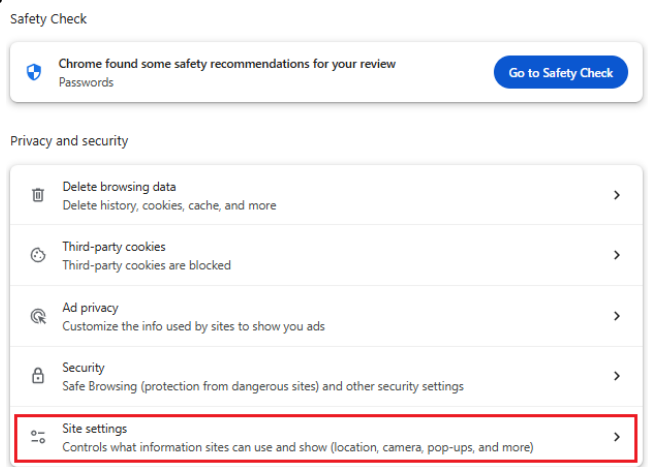 Safety Check
Chrome found some safety recommendations for your review
Passwords
Go to Safety Check
Privacy and security
Delete browsing data
Delete history, cookies, cache, and more
Third-party cookies
Third-party cookies are blocked
Ad privacy
Customize the info used by sites to show you ads
Security
Safe Browsing (protection from dangerous sites) and other security settings
Site settings
Controls what information sites can use and show (location, camera, pop-ups, and more)